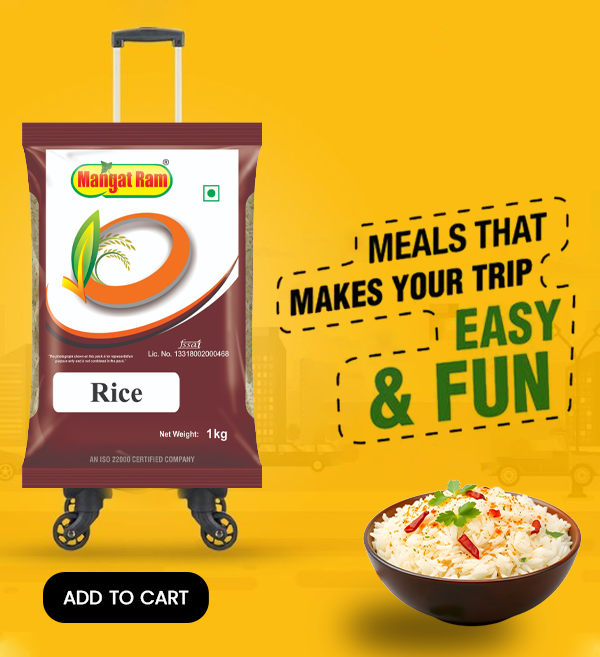 Mangat Ram
®
MEALS THAT
MAKES YOUR TRIP
EASY
& FUN
fssai
Lic. No. 13318002000468
Rice
Net Weight: 1kg
AN ISO 22000 CERTIFIED COMPANY
ADD TO CART